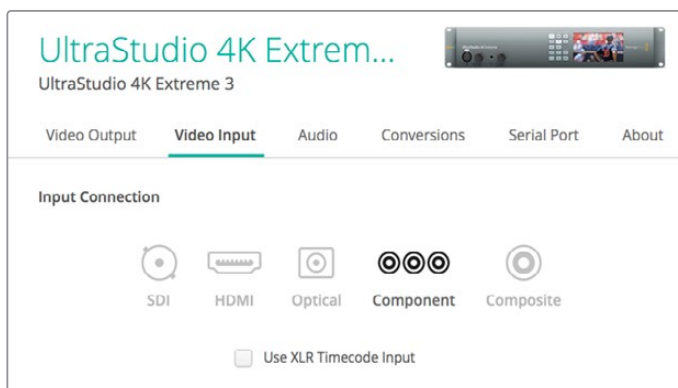 UltraStudio 4K Extrem...
UltraStudio 4K Extreme 3
Video Output Video Input Audio Conversions Serial Port About
Input Connection
SDI HDMI Optical Component Composite
Use XLR Timecode Input